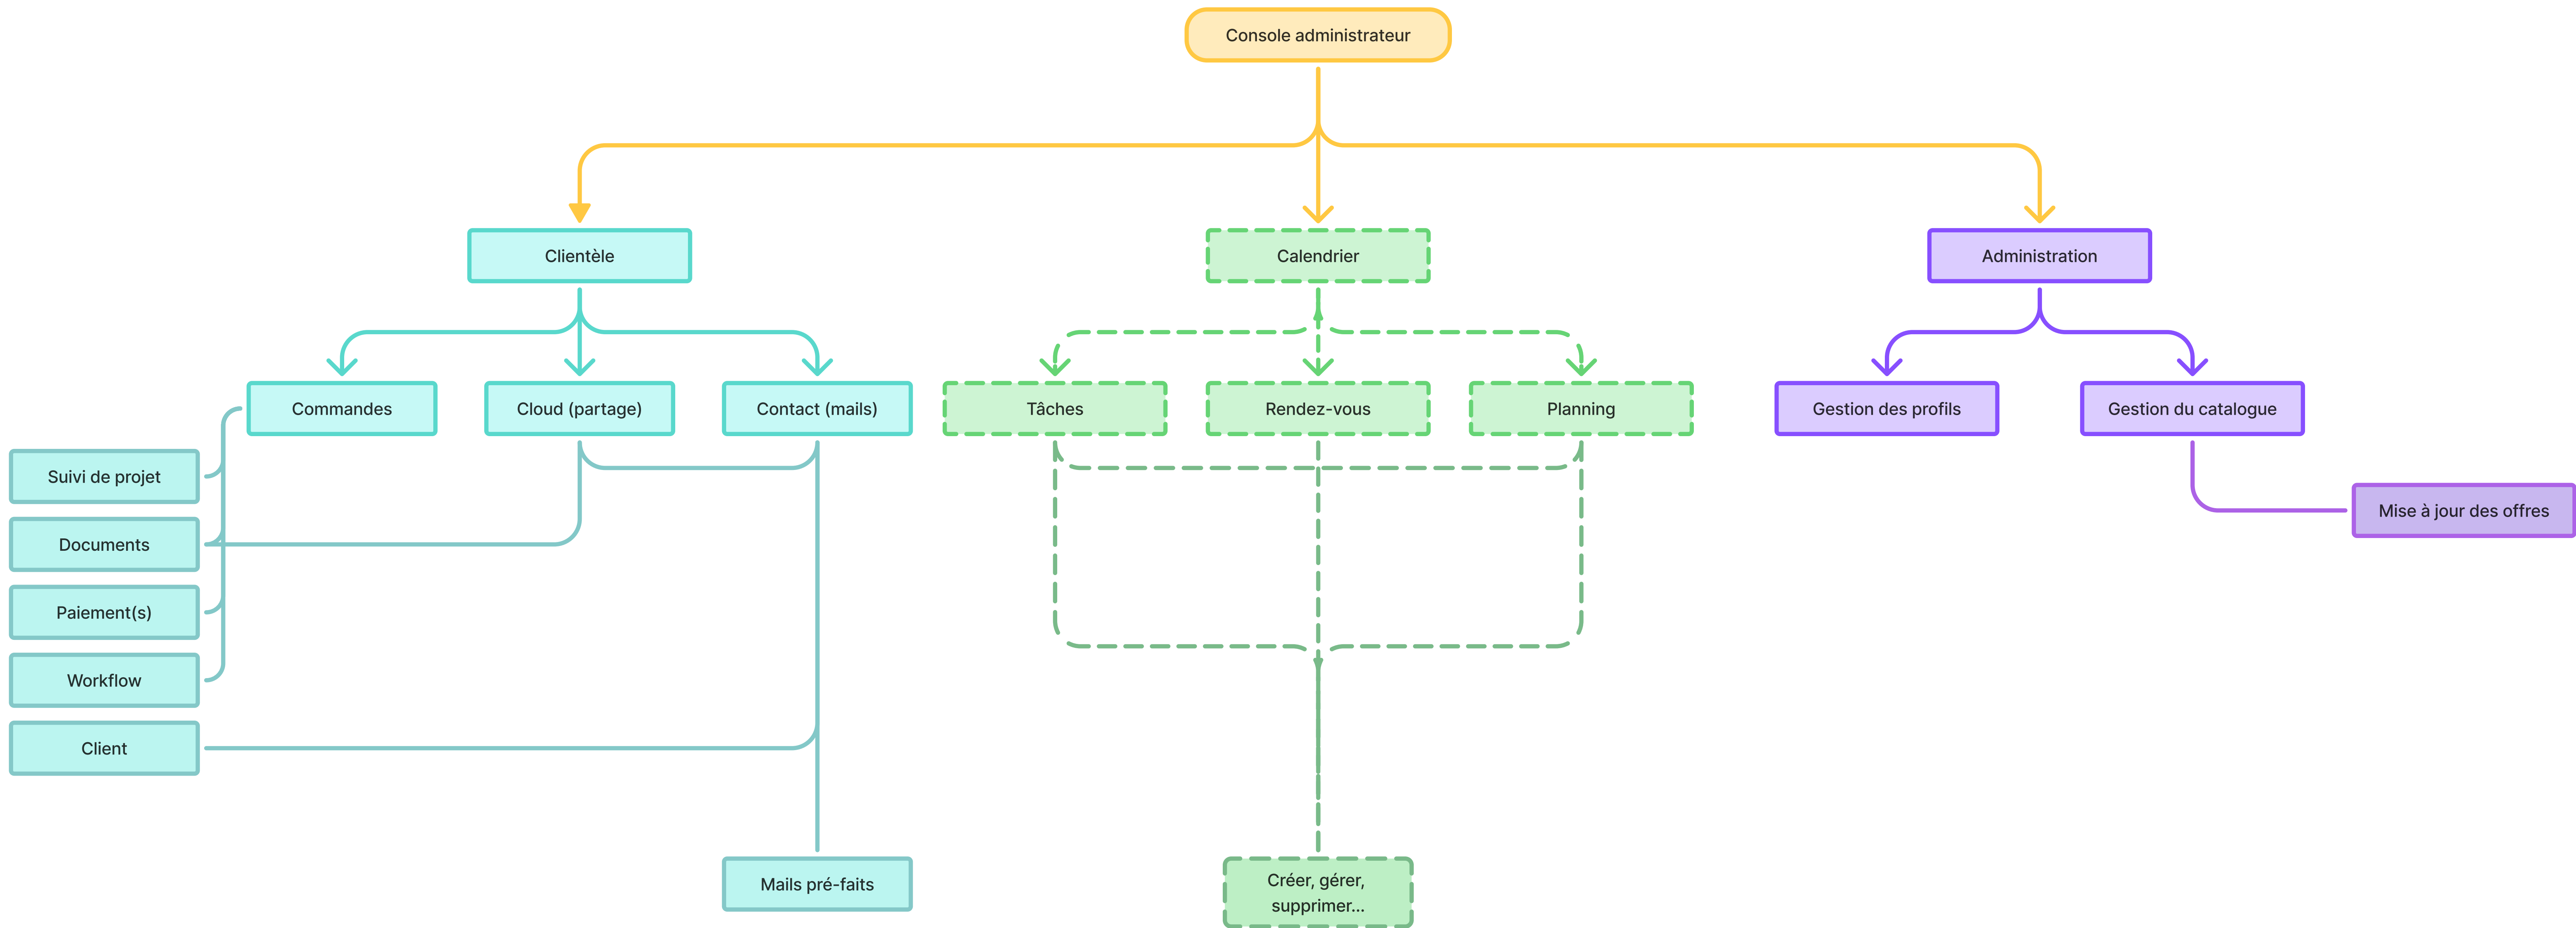 Console administrateur
Clientèle
Calendrier
Administration
Commandes
Cloud (partage)
Contact (mails)
Tâches
Rendez-vous
Planning
Gestion des profils
Gestion du catalogue
Suivi de projet
Mise à jour des offres
Documents
Paiement(s)
Workflow
Client
Mails pré-faits
Créer, gérer,
supprimer...